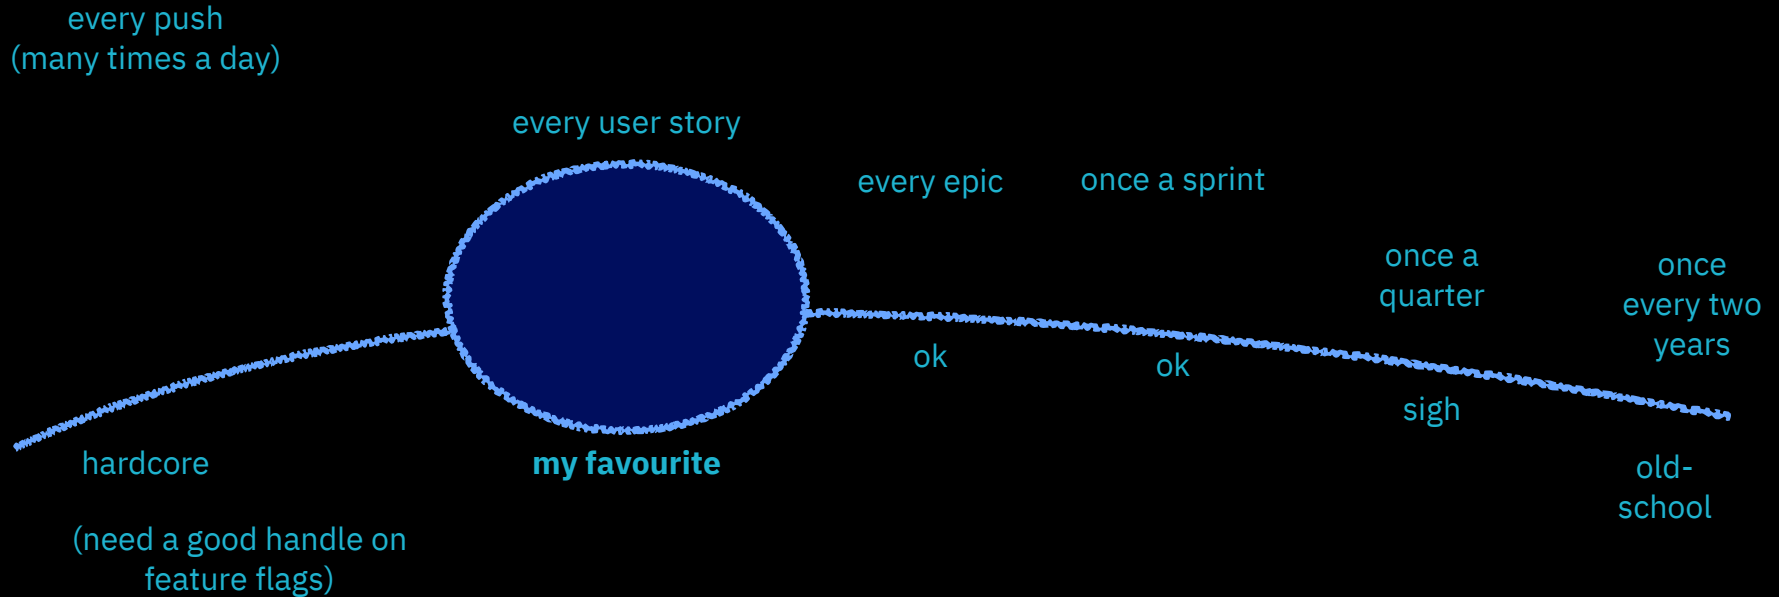 every push
(many times a day)
every user story
every epic
once a sprint
once a
quarter
once
every two
years
ok
ok
sigh
hardcore
my favourite
old-
school
(need a good handle on
feature flags)